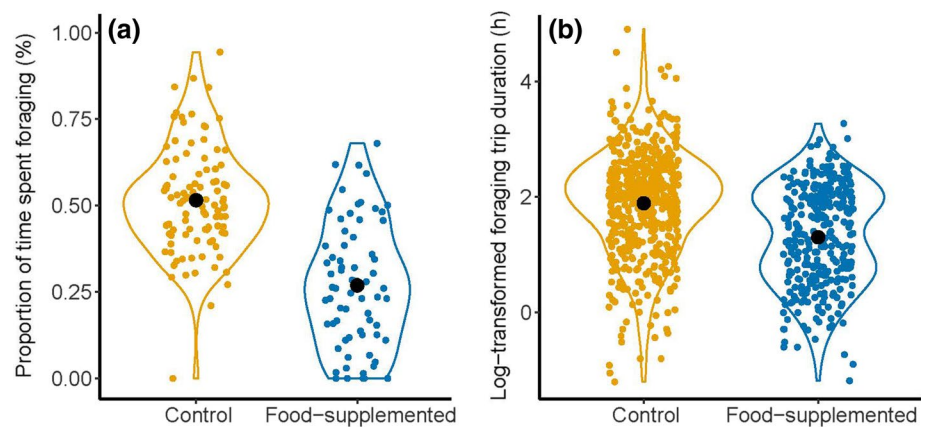 (a)
Proportion of time spent foraging (%)
1.00
0.75
0.50
0.25
0.00
Control
Food−supplemented
(b)
Log−transformed foraging trip duration (h)
4
2
0
Control
Food−supplemented